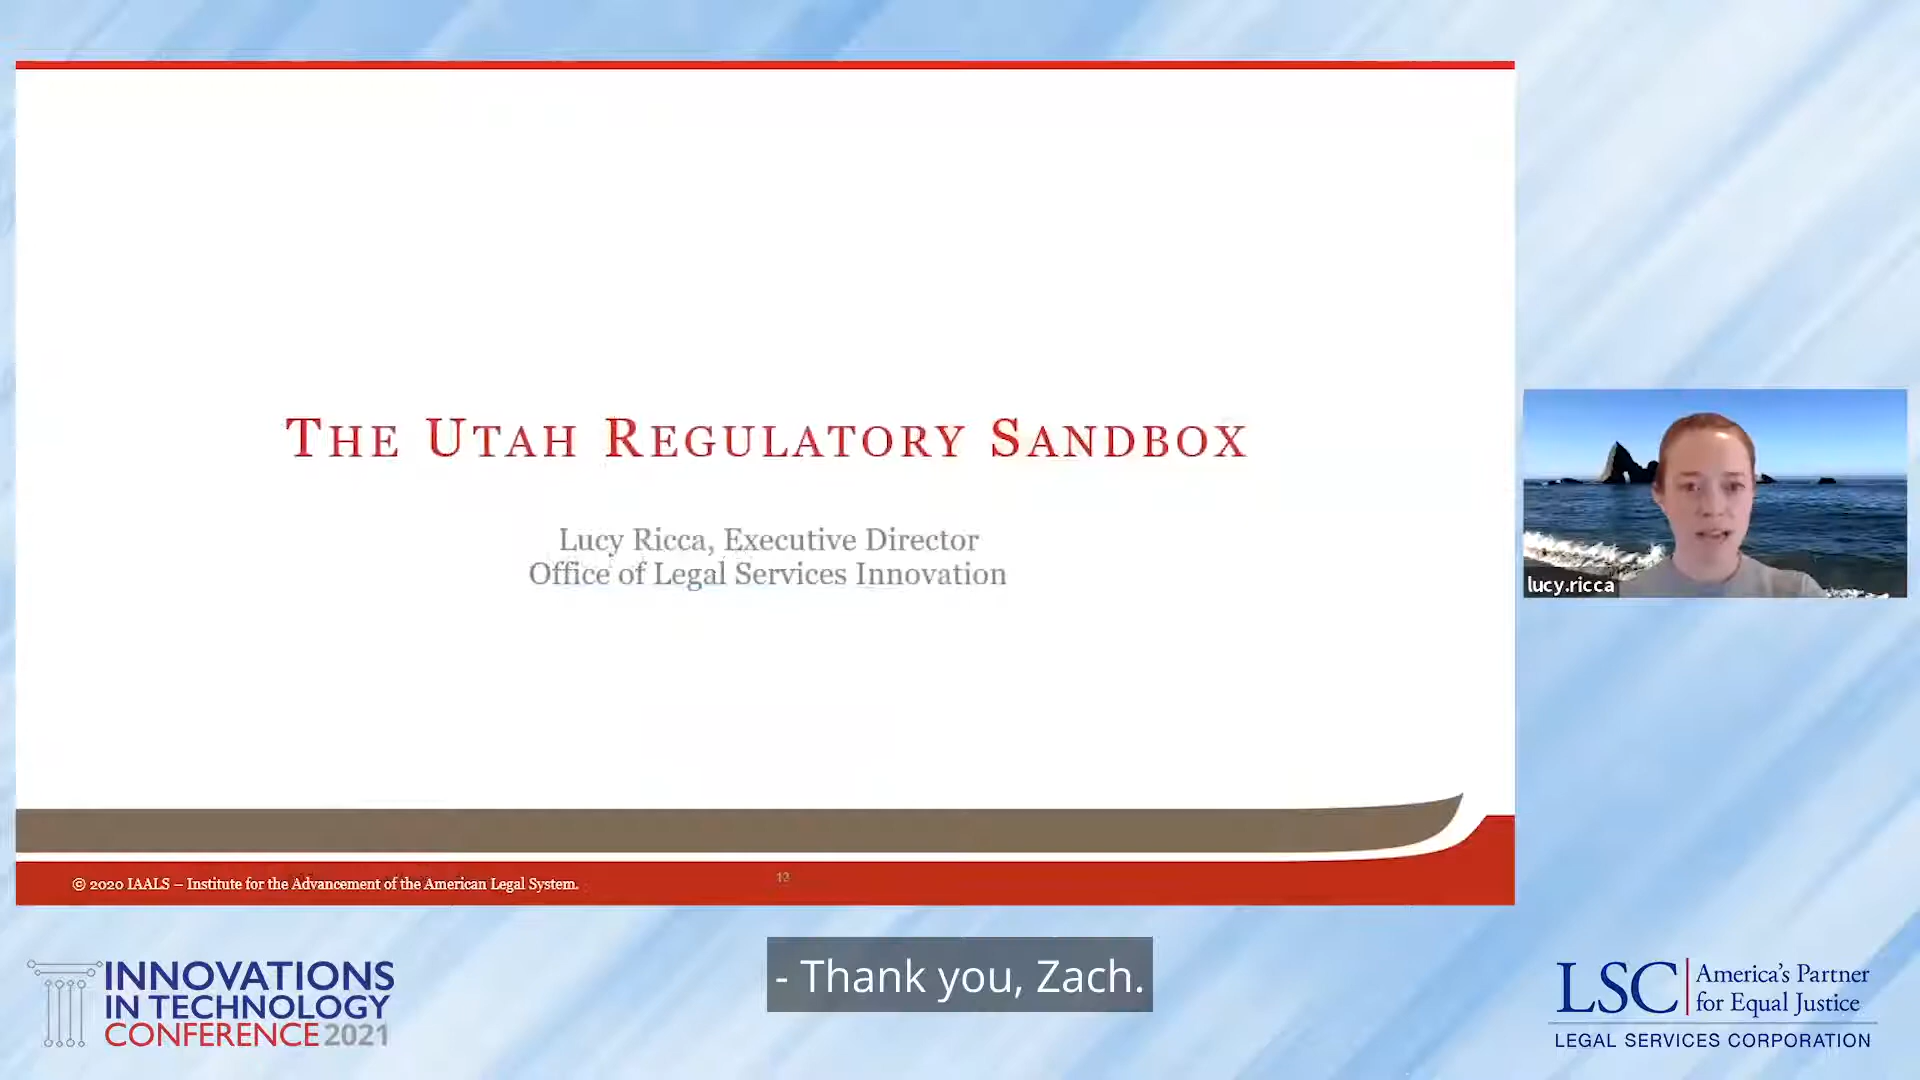 THE UTAH REGULATORY SANDBOX
Lucy Ricca, Executive Director
Office of Legal Services Innovation
lucy.ricca
© 2020 IAALS – Institute for the Advancement of the American Legal System.
13
- Thank you, Zach.
INNOVATIONS
IN TECHNOLOGY
CONFERENCE 2021
LSC
America's Partner
for Equal Justice
LEGAL SERVICES CORPORATION